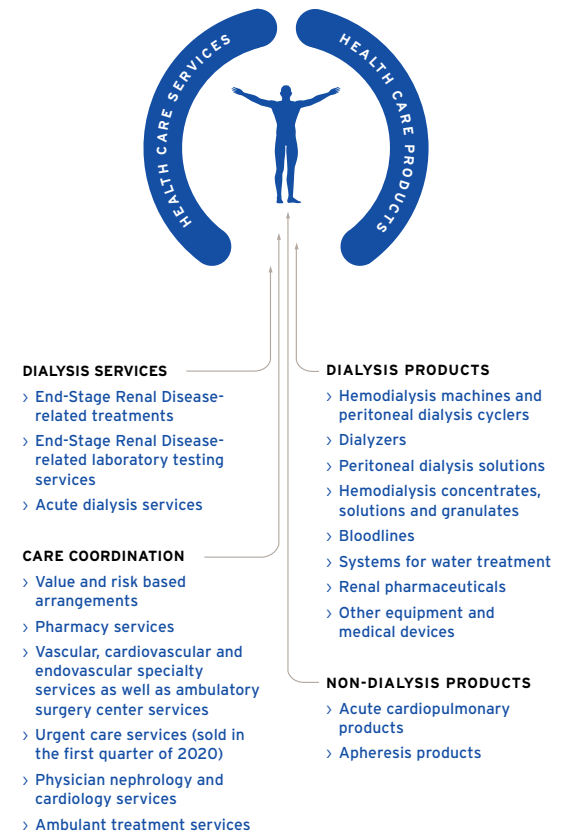 HEALTH CARE SERVICES
HEALTH CARE PRODUCTS
DIALYSIS SERVICES
› End-Stage Renal Disease-
related treatments
› End-Stage Renal Disease-
related laboratory testing
services
› Acute dialysis services
CARE COORDINATION
› Value and risk based
arrangements
› Pharmacy services
› Vascular, cardiovascular and
endovascular specialty
services as well as ambulatory
surgery center services
› Urgent care services (sold in
the first quarter of 2020)
› Physician nephrology and
cardiology services
› Ambulant treatment services
DIALYSIS PRODUCTS
› Hemodialysis machines and
peritoneal dialysis cyclers
› Dialyzers
› Peritoneal dialysis solutions
› Hemodialysis concentrates,
solutions and granulates
› Bloodlines
› Systems for water treatment
› Renal pharmaceuticals
› Other equipment and
medical devices
NON-DIALYSIS PRODUCTS
› Acute cardiopulmonary
products
› Apheresis products